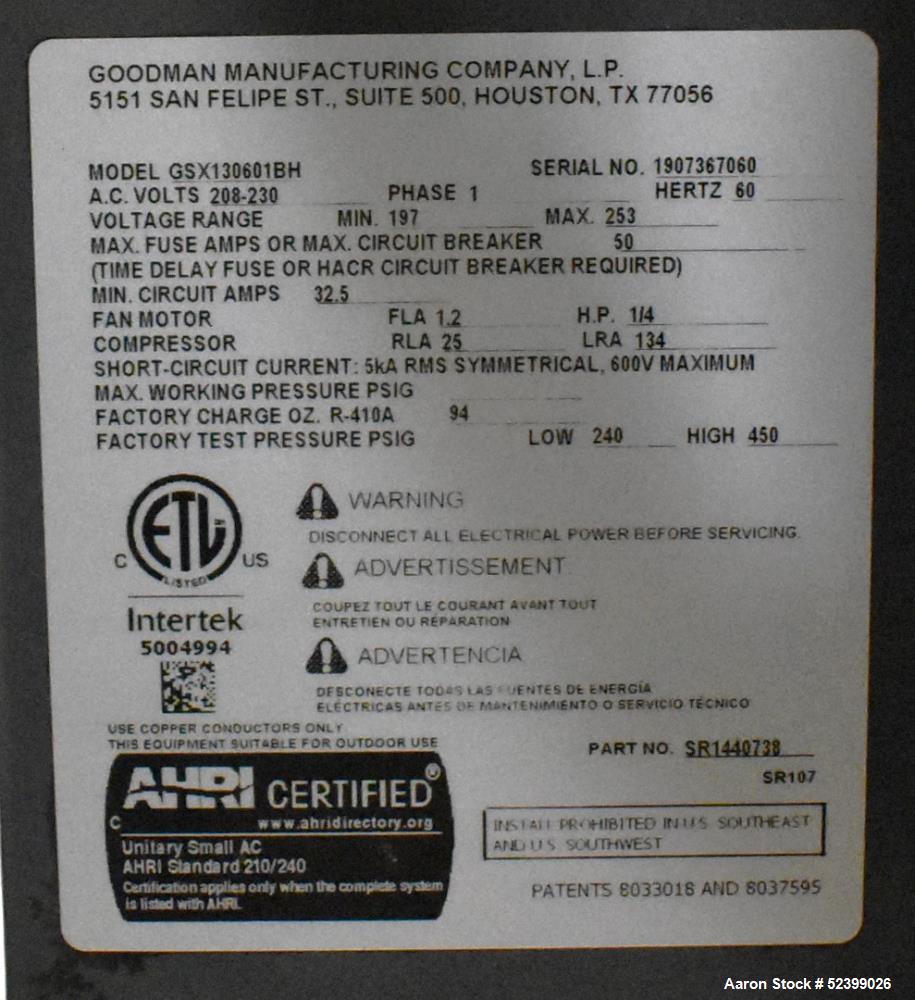 GOODMAN MANUFACTURING COMPANY, L.P.
5151 SAN FELIPE ST., SUITE 500, HOUSTON, TX 77056
MODEL GSX130601BH SERIAL NO. 1907367060
A.C. VOLTS 208-230 PHASE 1 HERTZ 60
VOLTAGE RANGE MIN. 197 MAX. 253
MAX. FUSE AMPS OR MAX. CIRCUIT BREAKER 50
(TIME DELAY FUSE OR HACR CIRCUIT BREAKER REQUIRED)
MIN. CIRCUIT AMPS 32.5
FAN MOTOR FLA 1.2 H.P. 1/4
COMPRESSOR RLA 25 LRA 134
SHORT-CIRCUIT CURRENT: 5kA RMS SYMMETRICAL, 600V MAXIMUM
MAX. WORKING PRESSURE PSIG
FACTORY CHARGE OZ. R-410A 94
FACTORY TEST PRESSURE PSIG LOW 240 HIGH 450
C ETL US
LISTED
Intertek
5004994
WARNING
DISCONNECT ALL ELECTRICAL POWER BEFORE SERVICING.
ADVERTISSEMENT
COUPEZ TOUT LE COURANT AVANT TOUT
ENTRETIEN OU RÉPARATION
ADVERTENCIA
DESCONECTE TODAS LAS FUENTES DE ENERGÍA
ELÉCTRICAS ANTES DE MANTENIMIENTO O SERVICIO TÉCNICO
USE COPPER CONDUCTORS ONLY
THIS EQUIPMENT SUITABLE FOR OUTDOOR USE
PART NO. SR1440738
SR107
AHRI CERTIFIED®
C www.ahridirectory.org
Unitary Small AC
AHRI Standard 210/240
Certification applies only when the complete system
is listed with AHRI.
INSTALL PROHIBITED IN U.S. SOUTHEAST
AND U.S. SOUTHWEST
PATENTS 8033018 AND 8037595
Aaron Stock # 52399026